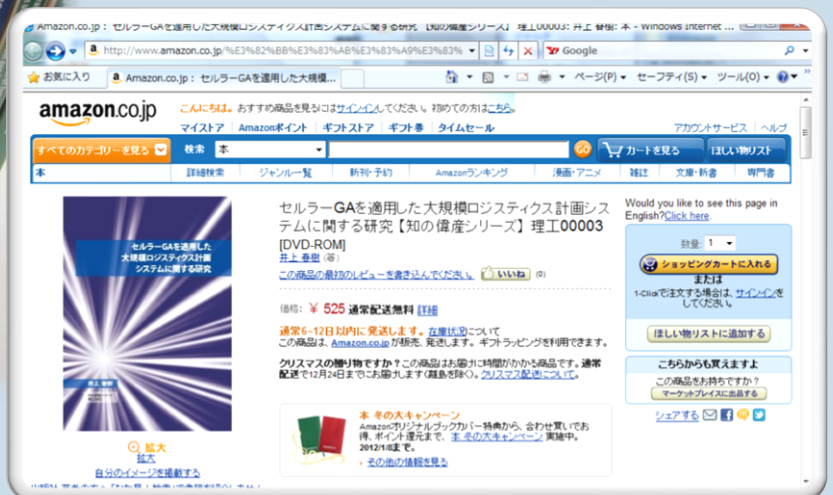 Amazon.co.jp： セルラーGAを適用した大規模ロジスティクス計画システムに関する研究 【知の偉産シリーズ】 理工00003: 井上 春樹: 本 - Windows Internet ...
http://www.amazon.co.jp/%E3%82%BB%E3%83%AB%E3%83%A9%E3%83%
Google
お気に入り
Amazon.co.jp： セルラーGAを適用した大規模...
ページ(P) セーフティ(S) ツール(O)
amazon.co.jp
こんにちは。おすすめ商品を見るにはサインインしてください。初めての方はこちら。
マイストア Amazonポイント ギフトストア ギフト券 タイムセール
アカウントサービス ヘルプ
すべてのカテゴリーを見る 検索 本 GO カートを見る ほしい物リスト
本 詳細検索 ジャンル一覧 新刊・予約 Amazonランキング 漫画・アニメ 雑誌 文庫・新書 専門書
セルラーGAを適用した
大規模ロジスティクス計画
システムに関する研究
井上 春樹
拡大
拡大
自分のイメージを掲載する
セルラーGAを適用した大規模ロジスティクス計画シス
テムに関する研究【知の偉産シリーズ】 理工00003
[DVD-ROM]
井上 春樹 (著)
この商品の最初のレビューを書き込んでください。 いいね (0)
価格： ￥ 525 通常配送無料 詳細
通常6～12日以内に発送します。 在庫状況について
この商品は、Amazon.co.jp が販売、発送します。 ギフトラッピングを利用できます。
クリスマスの贈り物ですか？この商品はお届けに時間がかかる商品です。通常
配送で12月24日までにお届けします(離島を除く)。クリスマス配送について。
本 冬の大キャンペーン
Amazonオリジナルブックカバー特典から、合わせ買いでお
得、ポイント還元まで、本 冬の大キャンペーン 実施中。
2012/1/8まで。
› その他の情報を見る
Would you like to see this page in
English?Click here.
数量: 1
ショッピングカートに入れる
または
1-Clickで注文する場合は、サインインを
してください。
ほしい物リストに追加する
こちらからも買えますよ
この商品をお持ちですか？
マーケットプレイスに出品する
シェアする